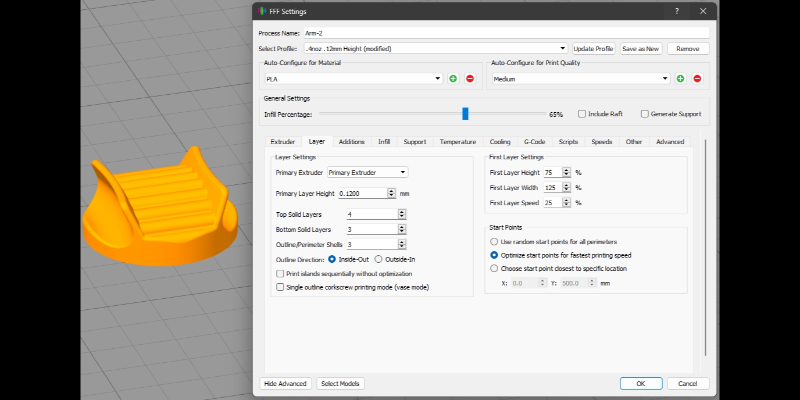 FFF Settings
Process Name: Arm-2
Select Profile: .4noz .12mm Height (modified) Update Profile Save as New Remove
Auto-Configure for Material Auto-Configure for Print Quality
PLA Medium
General Settings
Infill Percentage: 65% Include Raft Generate Support
Extruder Layer Additions Infill Support Temperature Cooling G-Code Scripts Speeds Other Advanced
Layer Settings
Primary Extruder Primary Extruder
Primary Layer Height 0.1200 mm
Top Solid Layers 4
Bottom Solid Layers 3
Outline/Perimeter Shells 3
Outline Direction: Inside-Out Outside-In
Print islands sequentially without optimization
Single outline corkscrew printing mode (vase mode)
First Layer Settings
First Layer Height 75 %
First Layer Width 125 %
First Layer Speed 25 %
Start Points
Use random start points for all perimeters
Optimize start points for fastest printing speed
Choose start point closest to specific location
X: 0.0 Y: 500.0 mm
Hide Advanced Select Models OK Cancel